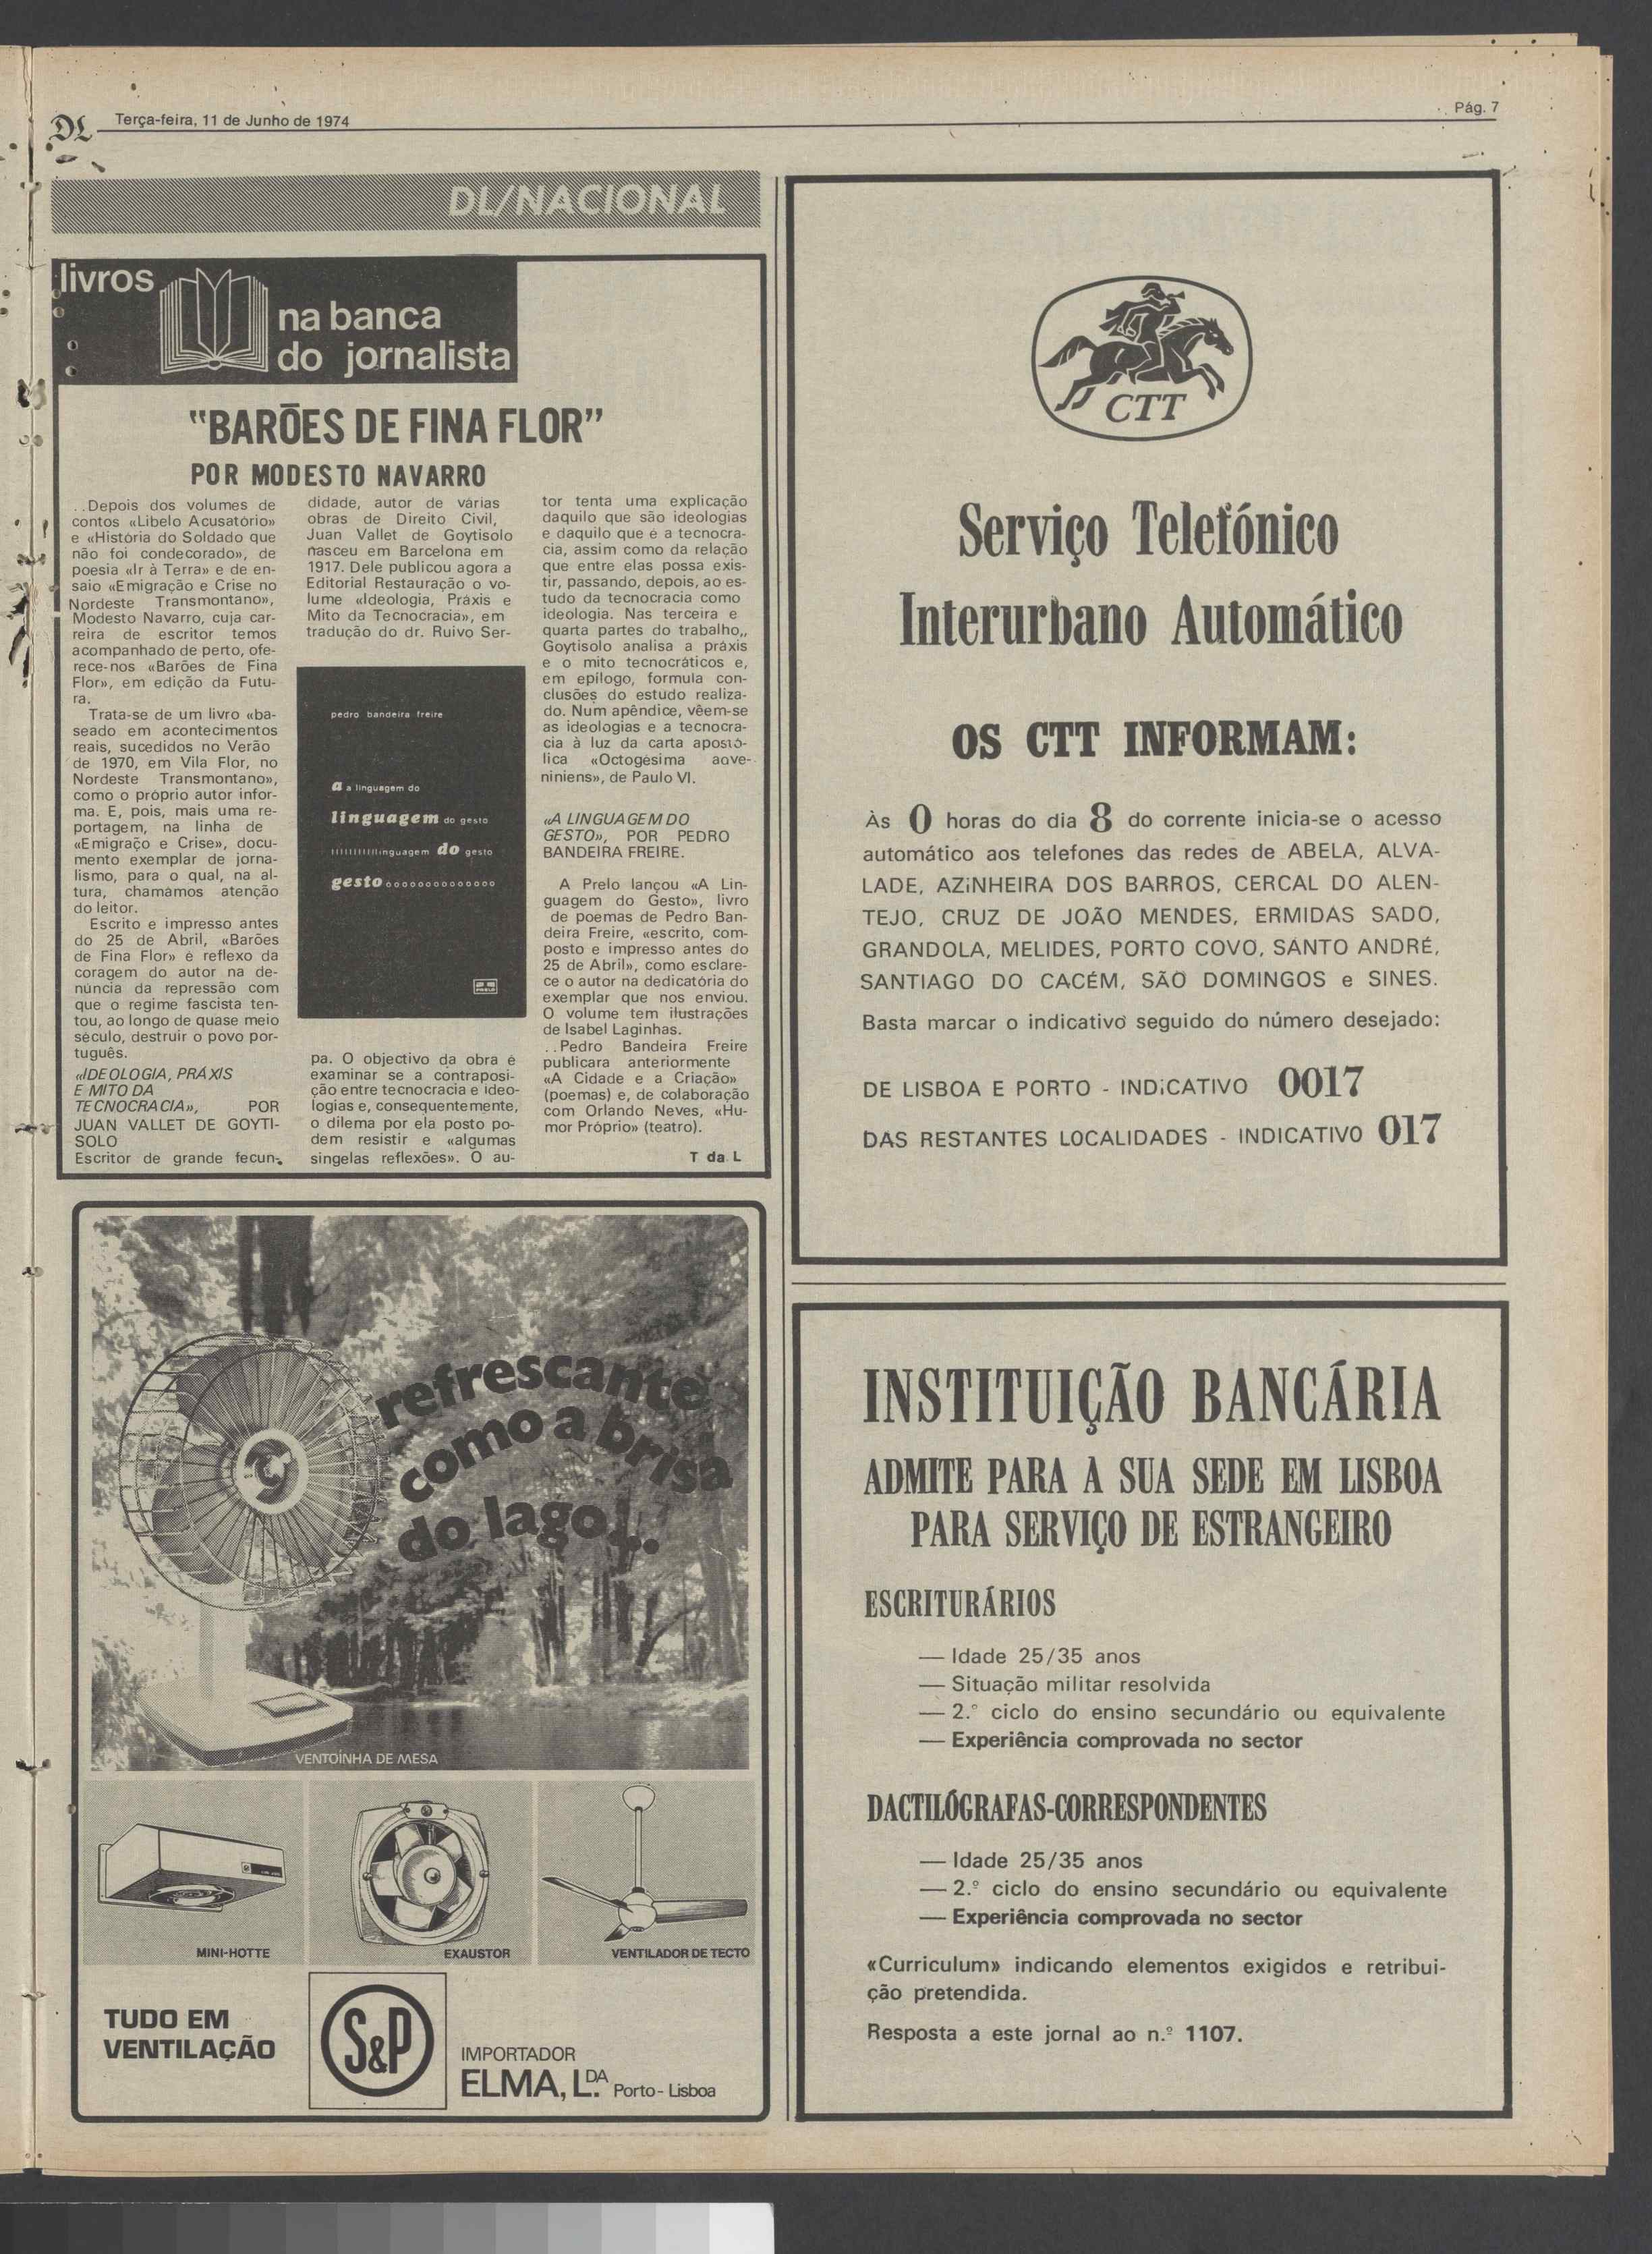 DL Terça-feira, 11 de Junho de 1974
Pág. 7
DL/NACIONAL
livros
na banca
do jornalista
"BARÕES DE FINA FLOR"
POR MODESTO NAVARRO
..Depois dos volumes de
contos «Libelo Acusatório»
e «História do Soldado que
não foi condecorado», de
poesia «Ir à Terra» e de en-
saio «Emigração e Crise no
Nordeste Transmontano»,
Modesto Navarro, cuja car-
reira de escritor temos
acompanhado de perto, ofe-
rece-nos «Barões de Fina
Flor», em edição da Futu-
ra.
Trata-se de um livro «ba-
seado em acontecimentos
reais, sucedidos no Verão
de 1970, em Vila Flor, no
Nordeste Transmontano»,
como o próprio autor infor-
ma. E, pois, mais uma re-
portagem, na linha de
«Emigraço e Crise», docu-
mento exemplar de jorna-
lismo, para o qual, na al-
tura, chamámos atenção
do leitor.
Escrito e impresso antes
do 25 de Abril, «Barões
de Fina Flor» é reflexo da
coragem do autor na de-
núncia da repressão com
que o regime fascista ten-
tou, ao longo de quase meio
século, destruir o povo por-
tuguês.
«IDEOLOGIA, PRÁXIS
E MITO DA
TECNOCRACIA», POR
JUAN VALLET DE GOYTI-
SOLO
Escritor de grande fecun-
didade, autor de várias
obras de Direito Civil,
Juan Vallet de Goytisolo
nasceu em Barcelona em
1917. Dele publicou agora a
Editorial Restauração o vo-
lume «Ideologia, Práxis e
Mito da Tecnocracia», em
tradução do dr. Ruivo Ser-
pedro bandeira freire
a a linguagem do
linguagem do gesto
llllllllllinguagem do gesto
gestoooooooooooooooo
PRELO
pa. O objectivo da obra é
examinar se a contraposi-
ção entre tecnocracia e ideo-
logias e, consequentemente,
o dilema por ela posto po-
dem resistir e «algumas
singelas reflexões». O au-
tor tenta uma explicação
daquilo que são ideologias
e daquilo que é a tecnocra-
cia, assim como da relação
que entre elas possa exis-
tir, passando, depois, ao es-
tudo da tecnocracia como
ideologia. Nas terceira e
quarta partes do trabalho,,
Goytisolo analisa a práxis
e o mito tecnocráticos e,
em epílogo, formula con-
clusões do estudo realiza-
do. Num apêndice, vêem-se
as ideologias e a tecnocra-
cia à luz da carta apostó-
lica «Octogésima aove-
niniens», de Paulo VI.
«A LINGUAGEM DO
GESTO», POR PEDRO
BANDEIRA FREIRE.
A Prelo lançou «A Lin-
guagem do Gesto», livro
de poemas de Pedro Ban-
deira Freire, «escrito, com-
posto e impresso antes do
25 de Abril», como esclare-
ce o autor na dedicatória do
exemplar que nos enviou.
O volume tem ilustrações
de Isabel Laginhas.
..Pedro Bandeira Freire
publicara anteriormente
«A Cidade e a Criação»
(poemas) e, de colaboração
com Orlando Neves, «Hu-
mor Próprio» (teatro).
T da L
refrescante
como a brisa
do lago...
VENTOÍNHA DE MESA
MINI-HOTTE
EXAUSTOR
VENTILADOR DE TECTO
TUDO EM
VENTILAÇÃO
S&P
IMPORTADOR
ELMA, L.DA Porto - Lisboa
CTT
Serviço Telefónico
Interurbano Automático
OS CTT INFORMAM:
Às 0 horas do dia 8 do corrente inicia-se o acesso
automático aos telefones das redes de ABELA, ALVA-
LADE, AZiNHEIRA DOS BARROS, CERCAL DO ALEN-
TEJO, CRUZ DE JOÃO MENDES, ERMIDAS SADO,
GRANDOLA, MELIDES, PORTO COVO, SANTO ANDRÉ,
SANTIAGO DO CACÉM, SÃO DOMINGOS e SINES.
Basta marcar o indicativo seguido do número desejado:
DE LISBOA E PORTO - INDiCATIVO 0017
DAS RESTANTES LOCALIDADES - INDICATIVO 017
INSTITUIÇÃO BANCÁRIA
ADMITE PARA A SUA SEDE EM LISBOA
PARA SERVIÇO DE ESTRANGEIRO
ESCRITURÁRIOS
— Idade 25/35 anos
— Situação militar resolvida
— 2.º ciclo do ensino secundário ou equivalente
— Experiência comprovada no sector
DACTILÓGRAFAS-CORRESPONDENTES
— Idade 25/35 anos
— 2.º ciclo do ensino secundário ou equivalente
— Experiência comprovada no sector
«Curriculum» indicando elementos exigidos e retribui-
ção pretendida.
Resposta a este jornal ao n.º 1107.